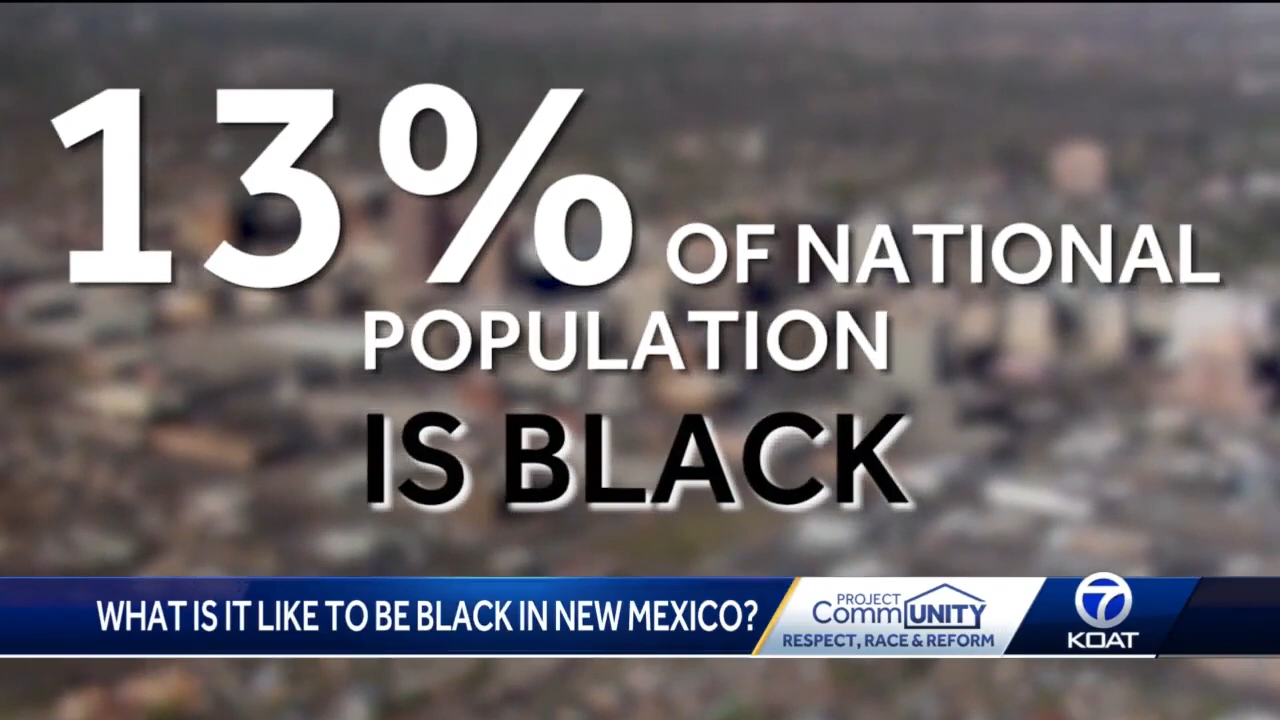 13% OF NATIONAL
POPULATION
IS BLACK
WHAT IS IT LIKE TO BE BLACK IN NEW MEXICO?
PROJECT
CommUNITY
RESPECT, RACE & REFORM
7
KOAT